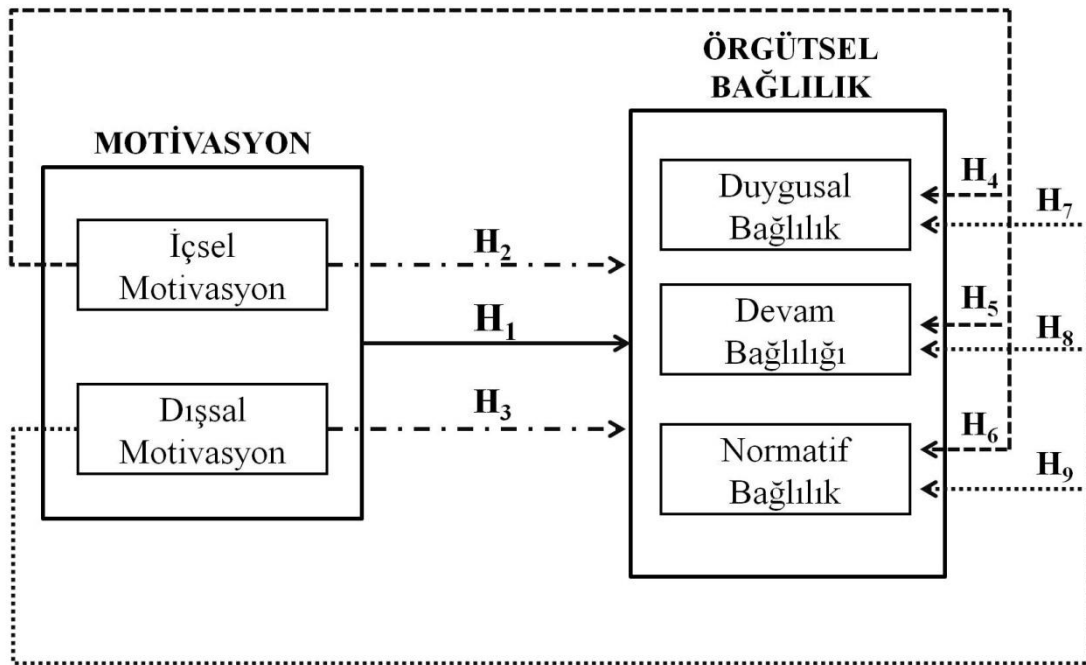 MOTİVASYON
İçsel
Motivasyon
Dışsal
Motivasyon
H₂
H₁
H₃
ÖRGÜTSEL
BAĞLILIK
Duygusal
Bağlılık
Devam
Bağlılığı
Normatif
Bağlılık
H₄
H₇
H₅
H₈
H₆
H₉